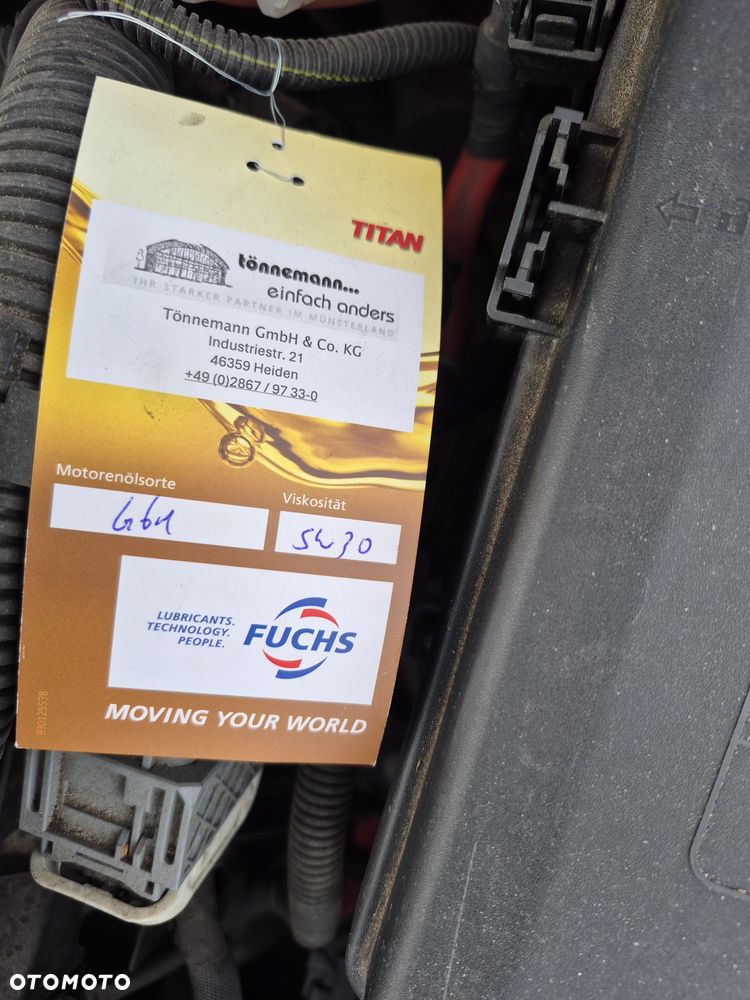 TITAN
tönnemann...
einfach anders
IHR STARKER PARTNER IM MÜNSTERLAND
Tönnemann GmbH & Co. KG
Industriestr. 21
46359 Heiden
+49 (0)2867 / 97 33-0
Motorenölsorte
Viskosität
5W30
LUBRICANTS.
TECHNOLOGY.
PEOPLE.
FUCHS
MOVING YOUR WORLD
930125538
OTOMOTO